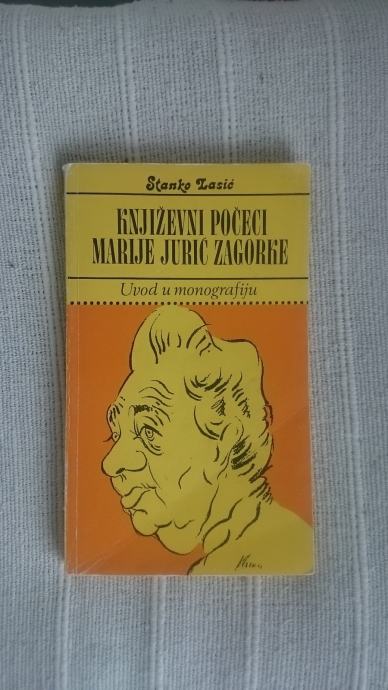 Stanko Lasić
KNJIŽEVNI POČECI
MARIJE JURIĆ ZAGORKE
Uvod u monografiju